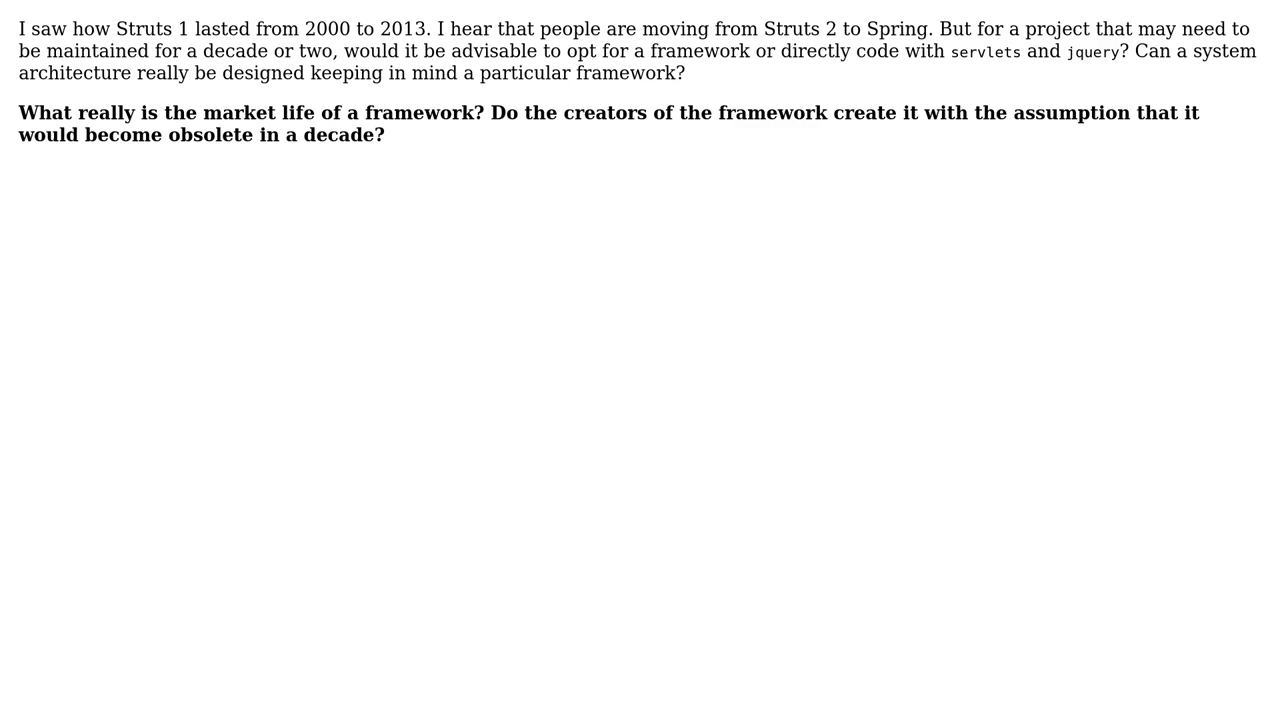 I saw how Struts 1 lasted from 2000 to 2013. I hear that people are moving from Struts 2 to Spring. But for a project that may need to
be maintained for a decade or two, would it be advisable to opt for a framework or directly code with servlets and jquery? Can a system
architecture really be designed keeping in mind a particular framework?
What really is the market life of a framework? Do the creators of the framework create it with the assumption that it
would become obsolete in a decade?